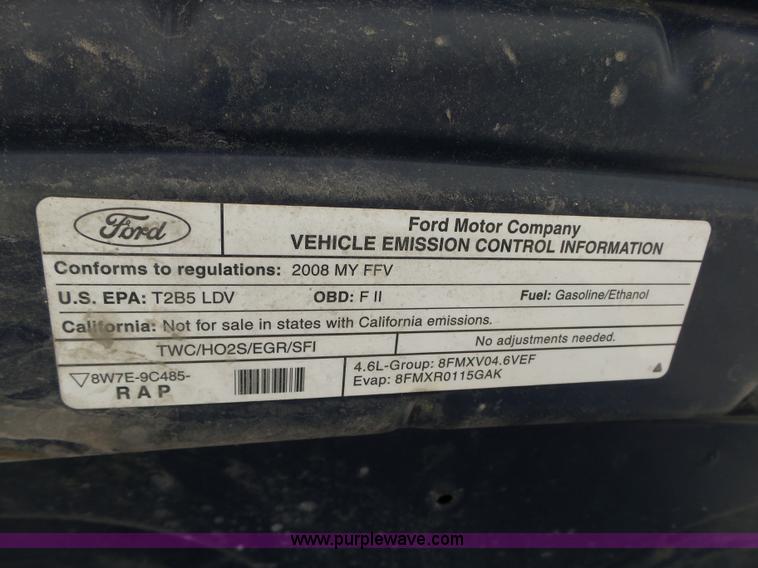 Ford
Ford Motor Company
VEHICLE EMISSION CONTROL INFORMATION
Conforms to regulations: 2008 MY FFV
U.S. EPA: T2B5 LDV OBD: F II Fuel: Gasoline/Ethanol
California: Not for sale in states with California emissions.
TWC/HO2S/EGR/SFI No adjustments needed.
8W7E-9C485-
RAP
4.6L-Group: 8FMXV04.6VEF
Evap: 8FMXR0115GAK
www.purplewave.com